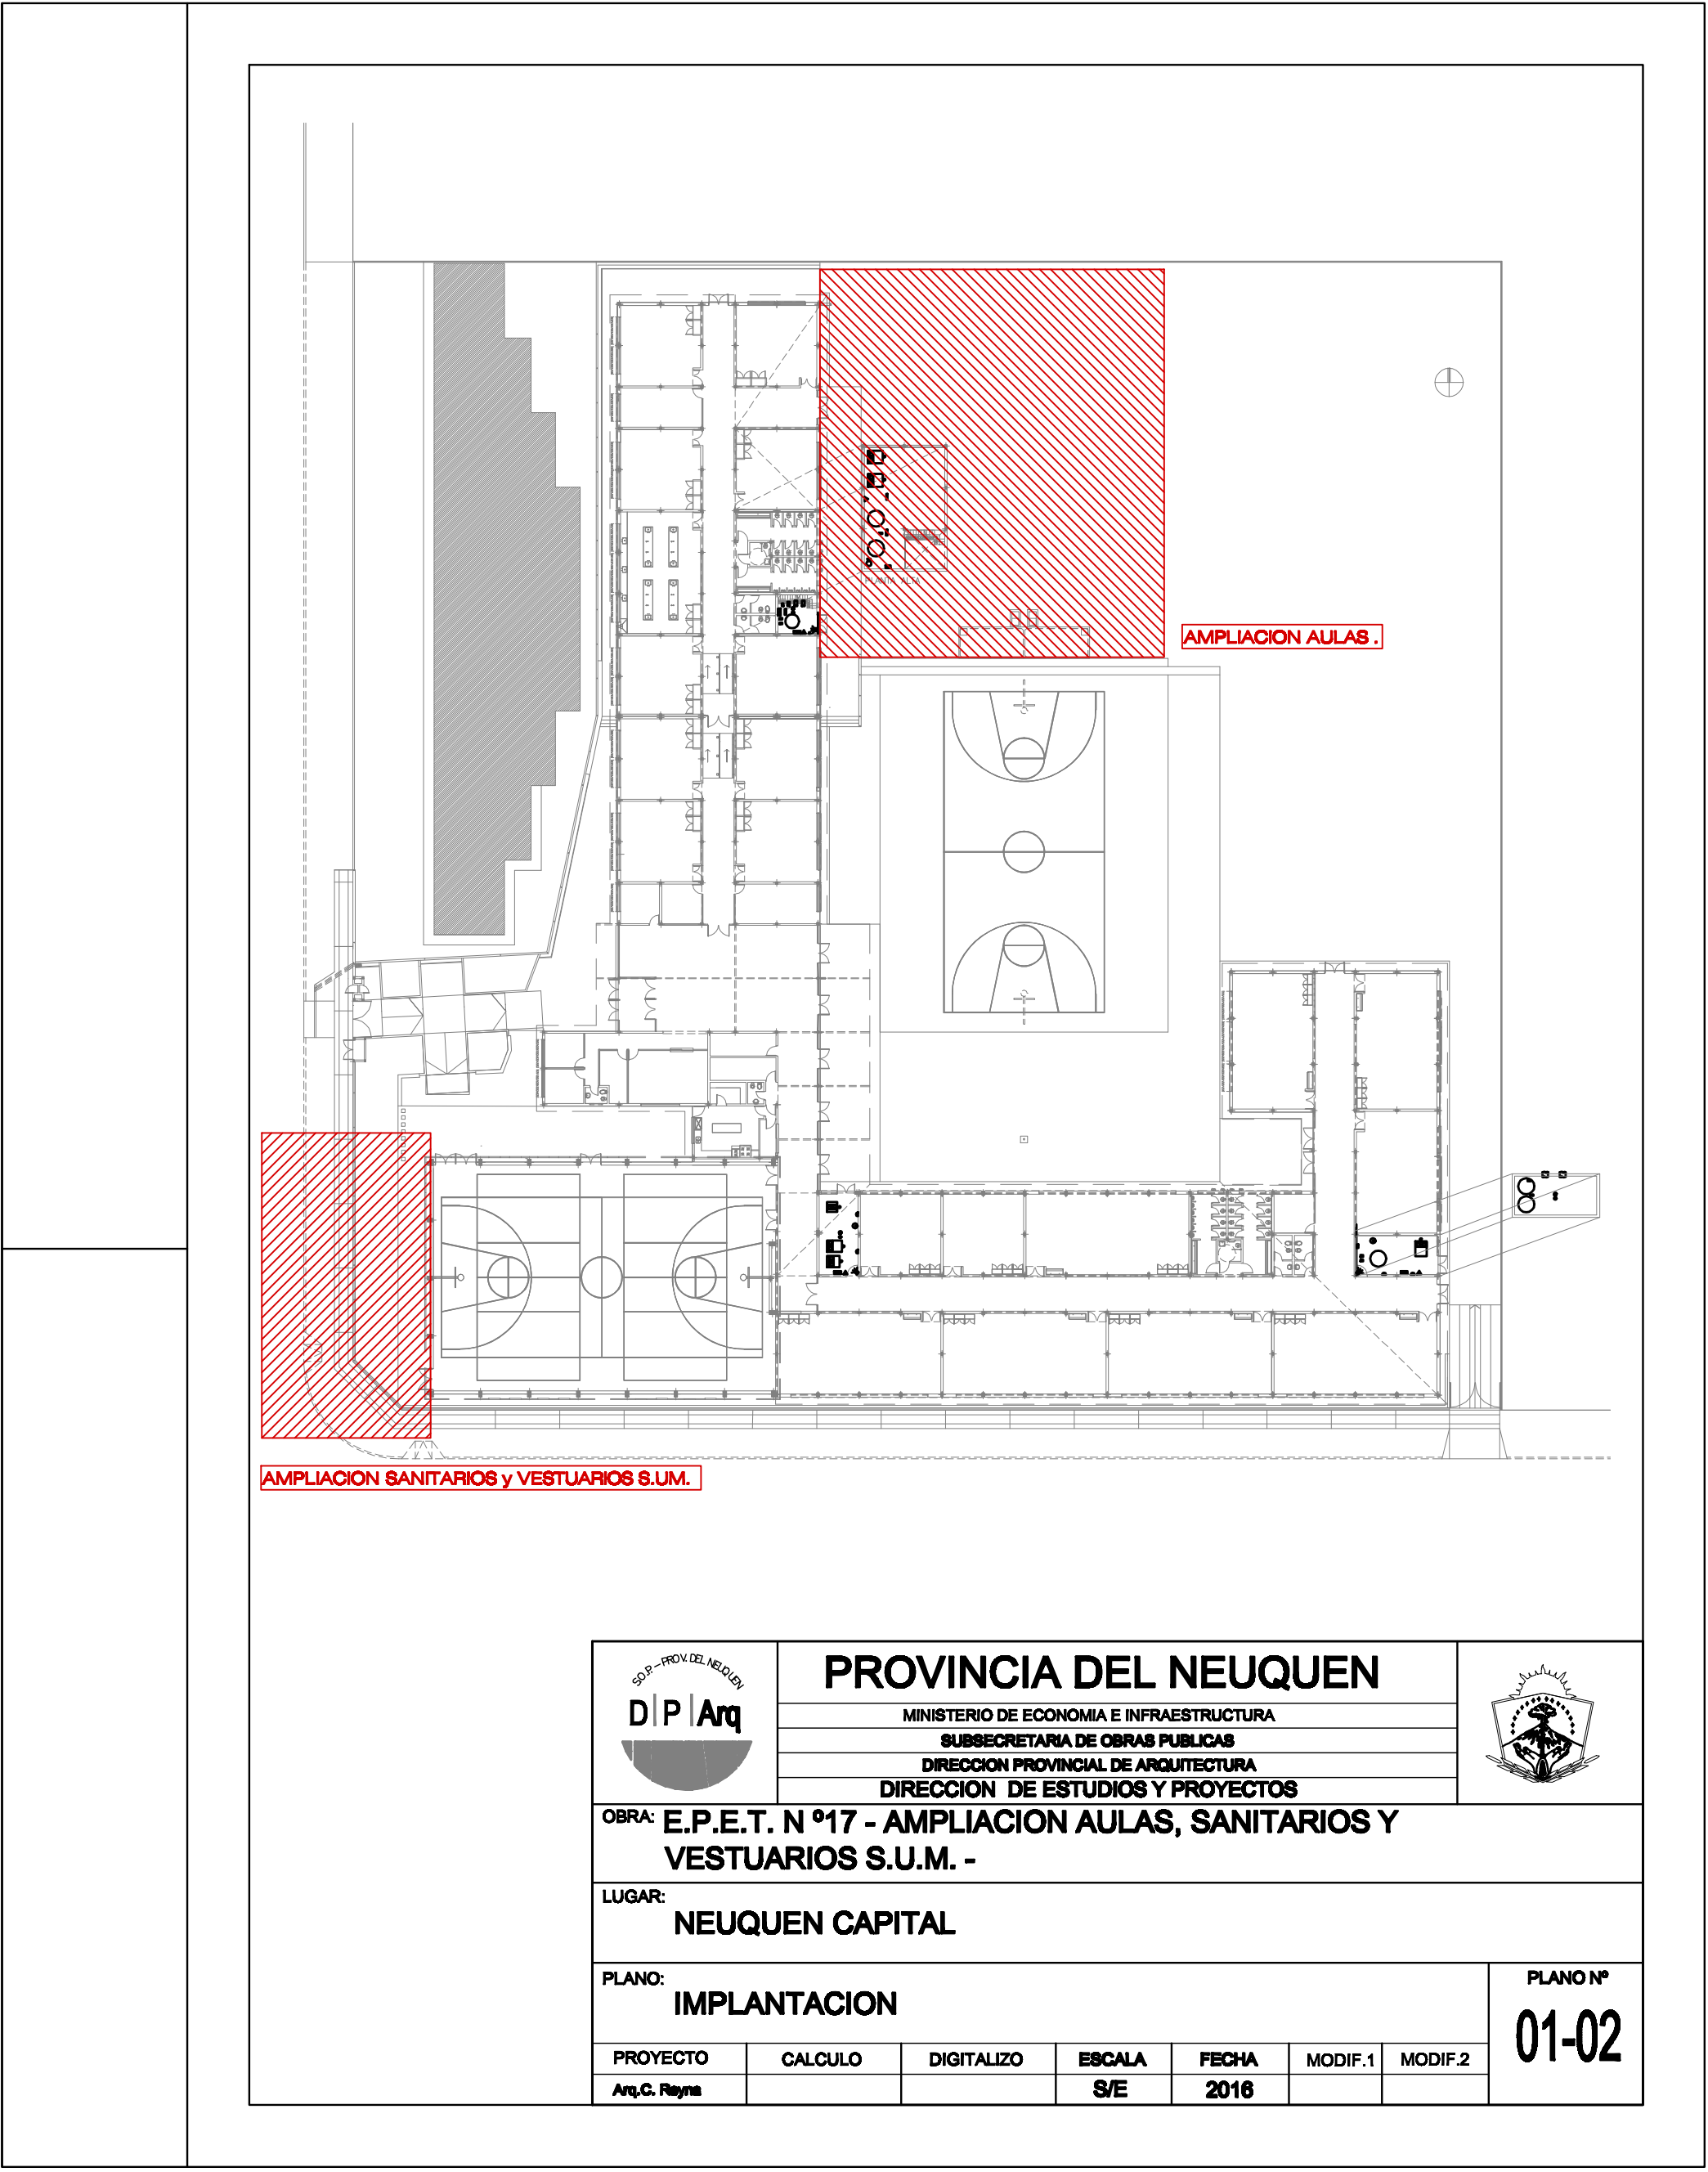 PLANTA ALTA
AMPLIACION AULAS .
AMPLIACION SANITARIOS y VESTUARIOS S.UM.
S.O.P. - PROV. DEL NEUQUEN
D|P|Arq
PROVINCIA DEL NEUQUEN
MINISTERIO DE ECONOMIA E INFRAESTRUCTURA
SUBSECRETARIA DE OBRAS PUBLICAS
DIRECCION PROVINCIAL DE ARQUITECTURA
DIRECCION DE ESTUDIOS Y PROYECTOS
OBRA: E.P.E.T. N º17 - AMPLIACION AULAS, SANITARIOS Y
VESTUARIOS S.U.M. -
LUGAR:
NEUQUEN CAPITAL
PLANO:
IMPLANTACION
PLANO Nº
01-02
PROYECTO CALCULO DIGITALIZO ESCALA FECHA MODIF.1 MODIF.2
Arq.C. Reyna S/E 2016